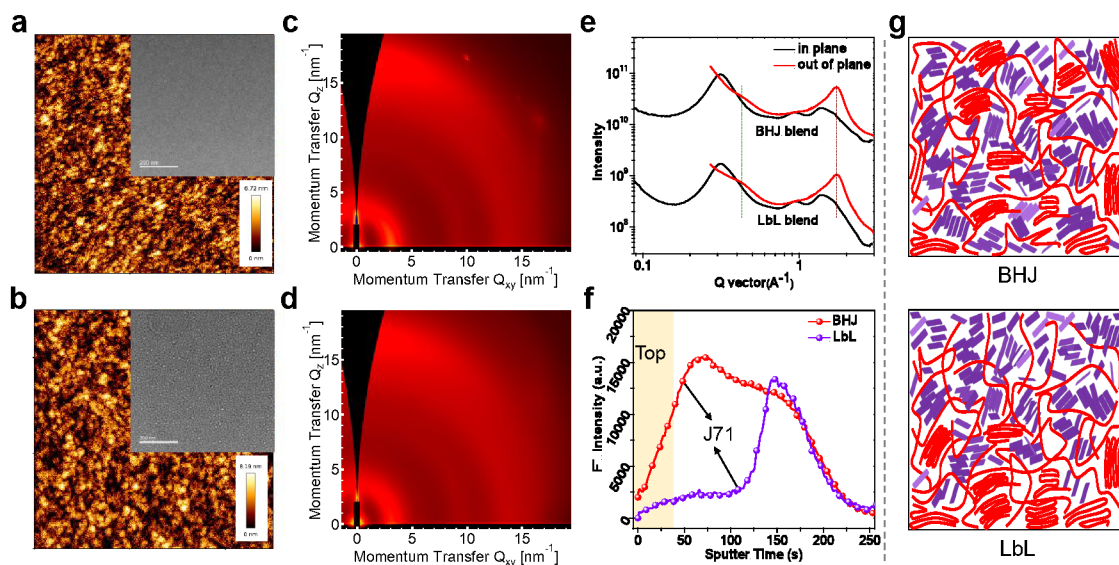 a
6.72 nm
0 nm
b
9.19 nm
0 nm
c
Momentum Transfer Qz [nm-1]
15
10
5
0
0
5
10
15
Momentum Transfer Qxy [nm-1]
d
Momentum Transfer Qz [nm-1]
15
10
5
0
0
5
10
15
Momentum Transfer Qxy [nm-1]
e
in plane
out of plane
10^11
10^10
10^9
10^8
Intensity
BHJ blend
LbL blend
0.1
1
Q vector(A-1)
f
BHJ
LbL
Top
J71
20000
15000
10000
5000
0
F- Intensity (a.u.)
0
50
100
150
200
250
Sputter Time (s)
g
BHJ
LbL